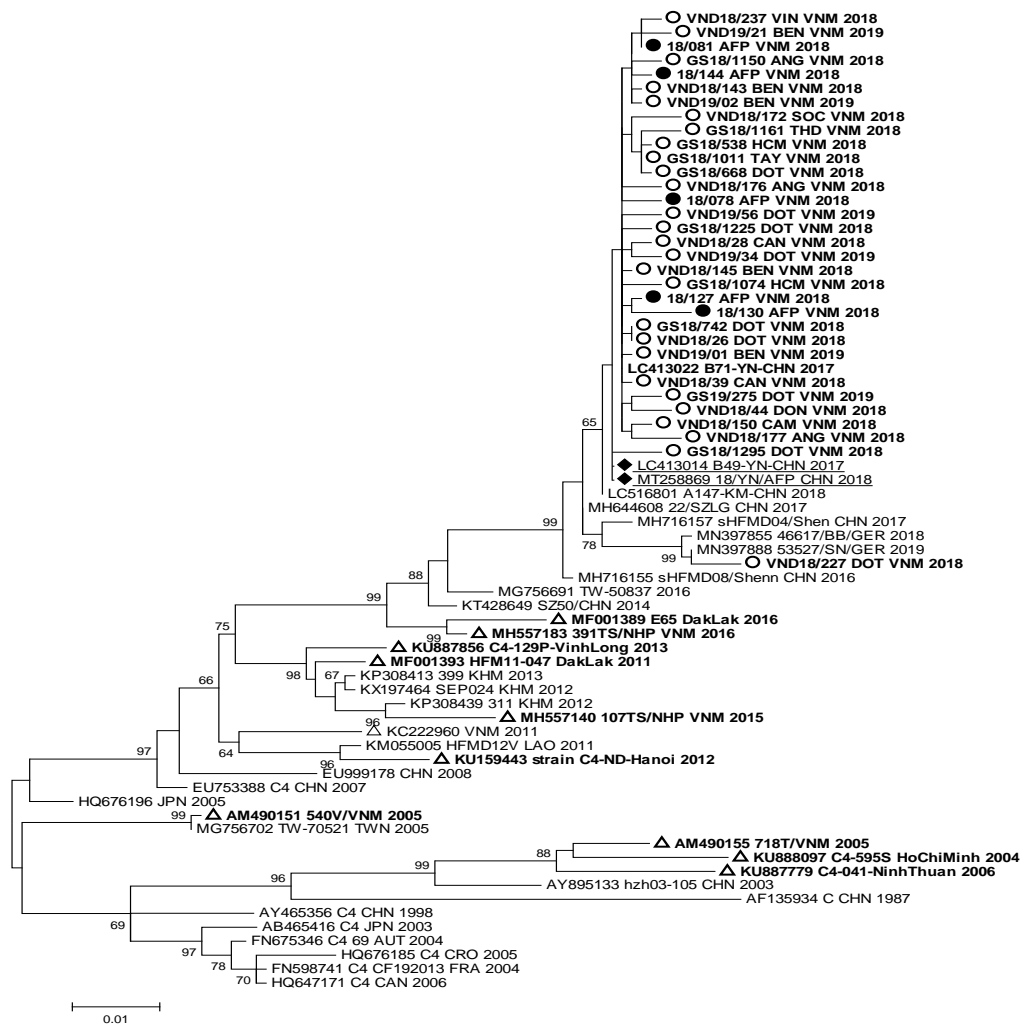 VND18/237 VIN VNM 2018
VND19/21 BEN VNM 2019
18/081 AFP VNM 2018
GS18/1150 ANG VNM 2018
18/144 AFP VNM 2018
VND18/143 BEN VNM 2018
VND19/02 BEN VNM 2019
VND18/172 SOC VNM 2018
GS18/1161 THD VNM 2018
GS18/538 HCM VNM 2018
GS18/1011 TAY VNM 2018
GS18/668 DOT VNM 2018
VND18/176 ANG VNM 2018
18/078 AFP VNM 2018
VND19/56 DOT VNM 2019
GS18/1225 DOT VNM 2018
VND18/28 CAN VNM 2018
VND19/34 DOT VNM 2019
VND18/145 BEN VNM 2018
GS18/1074 HCM VNM 2018
18/127 AFP VNM 2018
18/130 AFP VNM 2018
GS18/742 DOT VNM 2018
VND18/26 DOT VNM 2018
VND19/01 BEN VNM 2019
LC413022 B71-YN-CHN 2017
VND18/39 CAN VNM 2018
GS19/275 DOT VNM 2019
VND18/44 DON VNM 2018
VND18/150 CAM VNM 2018
65
VND18/177 ANG VNM 2018
GS18/1295 DOT VNM 2018
LC413014 B49-YN-CHN 2017
MT258869 18/YN/AFP CHN 2018
LC516801 A147-KM-CHN 2018
MH644608 22/SZLG CHN 2017
99
MH716157 sHFMD04/Shen CHN 2017
MN397855 46617/BB/GER 2018
78
MN397888 53527/SN/GER 2019
99
VND18/227 DOT VNM 2018
88
MH716155 sHFMD08/Shenn CHN 2016
MG756691 TW-50837 2016
99
KT428649 SZ50/CHN 2014
MF001389 E65 DakLak 2016
75
99
MH557183 391TS/NHP VNM 2016
KU887856 C4-129P-VinhLong 2013
MF001393 HFM11-047 DakLak 2011
98
67
KP308413 399 KHM 2013
66
KX197464 SEP024 KHM 2012
KP308439 311 KHM 2012
MH557140 107TS/NHP VNM 2015
96
KC222960 VNM 2011
97
64
KM055005 HFMD12V LAO 2011
96
KU159443 strain C4-ND-Hanoi 2012
EU999178 CHN 2008
EU753388 C4 CHN 2007
HQ676196 JPN 2005
99
AM490151 540V/VNM 2005
MG756702 TW-70521 TWN 2005
AM490155 718T/VNM 2005
88
KU888097 C4-595S HoChiMinh 2004
99
KU887779 C4-041-NinhThuan 2006
96
AY895133 hzh03-105 CHN 2003
AF135934 C CHN 1987
AY465356 C4 CHN 1998
69
AB465416 C4 JPN 2003
97
FN675346 C4 69 AUT 2004
HQ676185 C4 CRO 2005
78
FN598741 C4 CF192013 FRA 2004
70
HQ647171 C4 CAN 2006
0.01